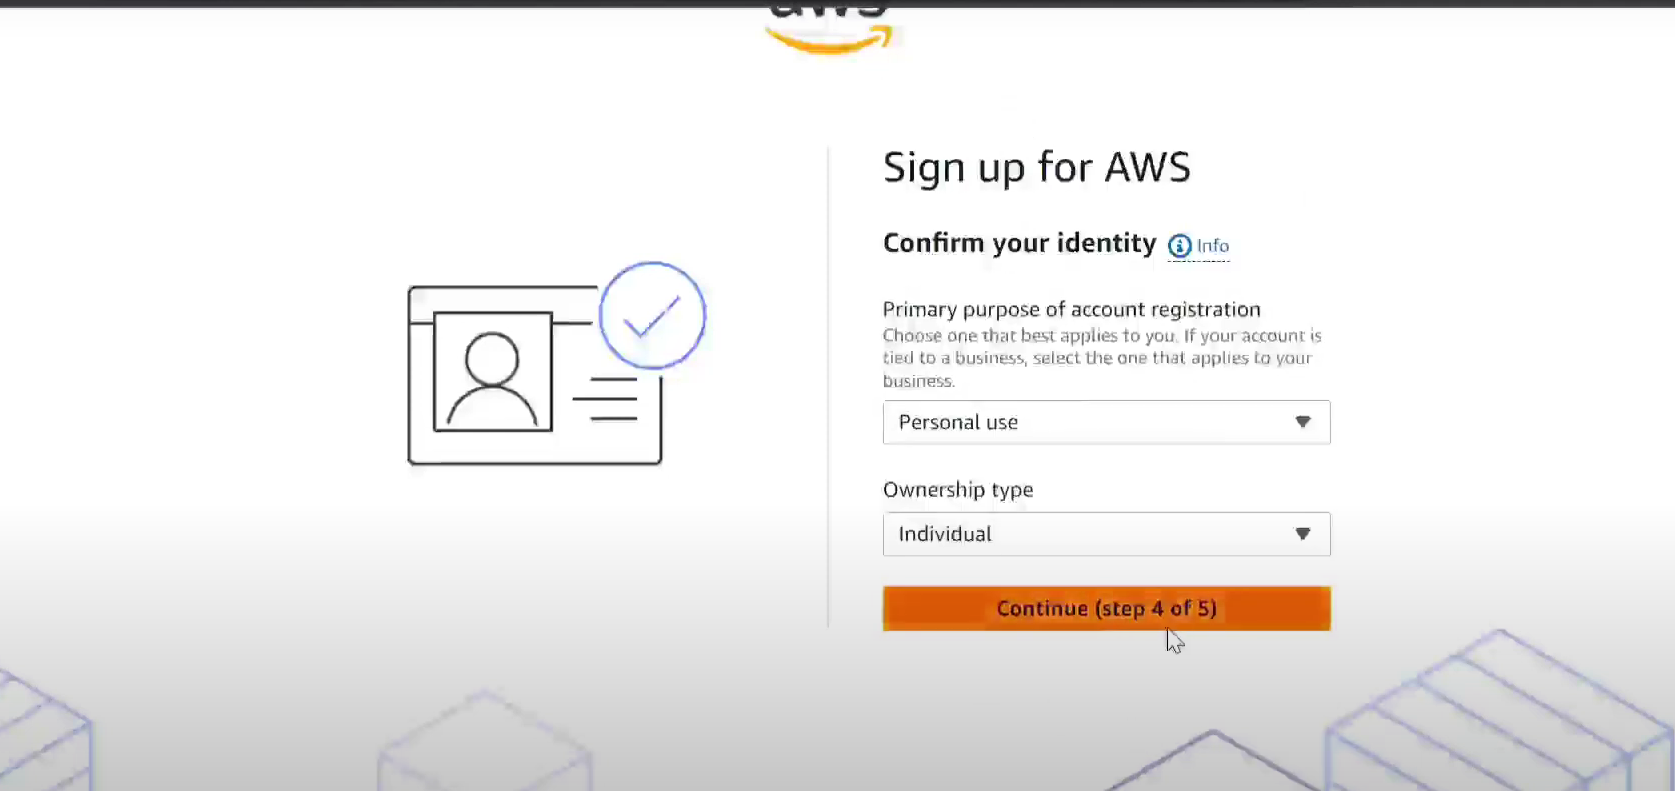 aws
Sign up for AWS
Confirm your identity Info
Primary purpose of account registration
Choose one that best applies to you. If your account is
tied to a business, select the one that applies to your
business.
Personal use
Ownership type
Individual
Continue (step 4 of 5)